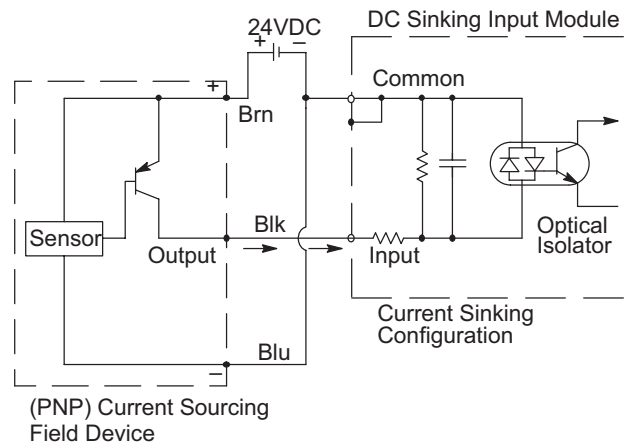 DC Sinking Input Module
24VDC
+ –
Common
+
Brn
Sensor
Blk
Output
Input
Optical
Isolator
Current Sinking
Configuration
Blu
–
(PNP) Current Sourcing
Field Device